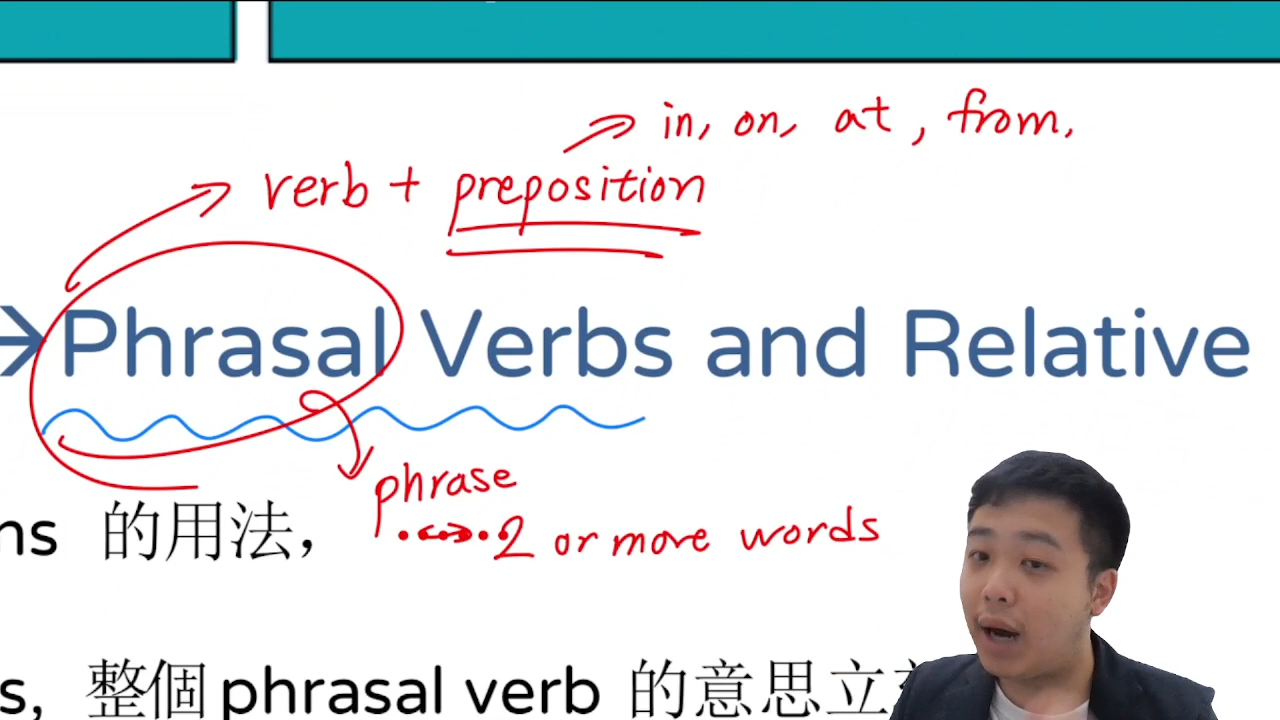 in, on, at, from,
verb + preposition
Phrasal Verbs and Relative
phrase
2 or more words
ns 的用法，
s, 整個 phrasal verb 的意思立